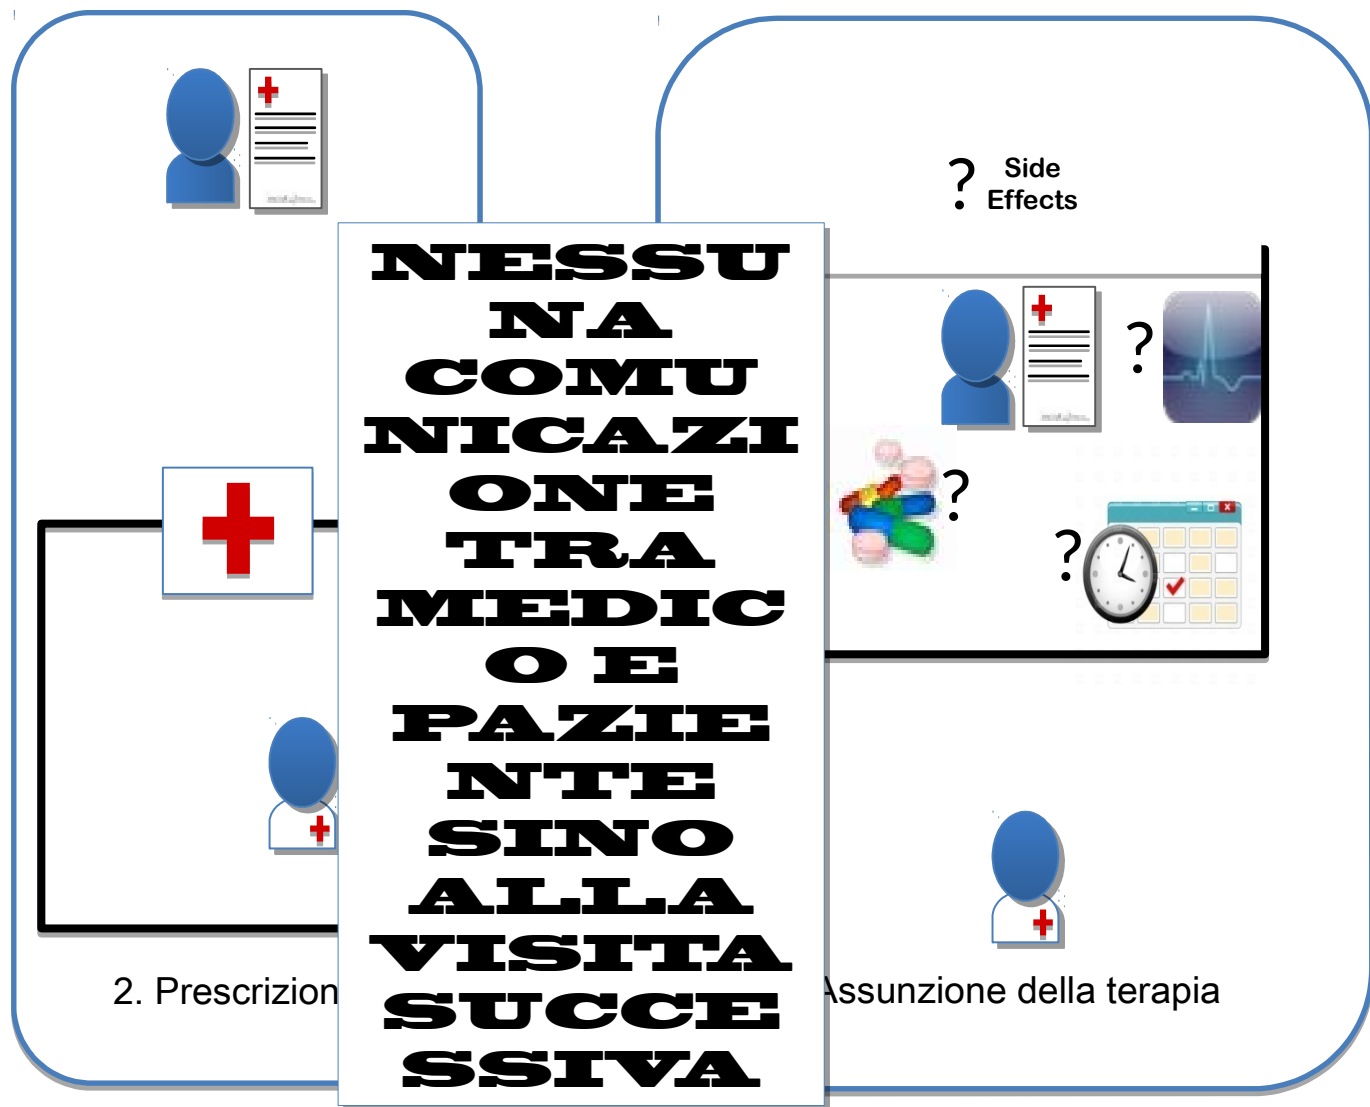 ? Side
Effects
NESSU
NA
COMU
NICAZI
ONE
TRA
MEDIC
O E
PAZIE
NTE
SINO
ALLA
VISITA
SUCCE
SSIVA
?
?
?
2. Prescrizion
Assunzione della terapia